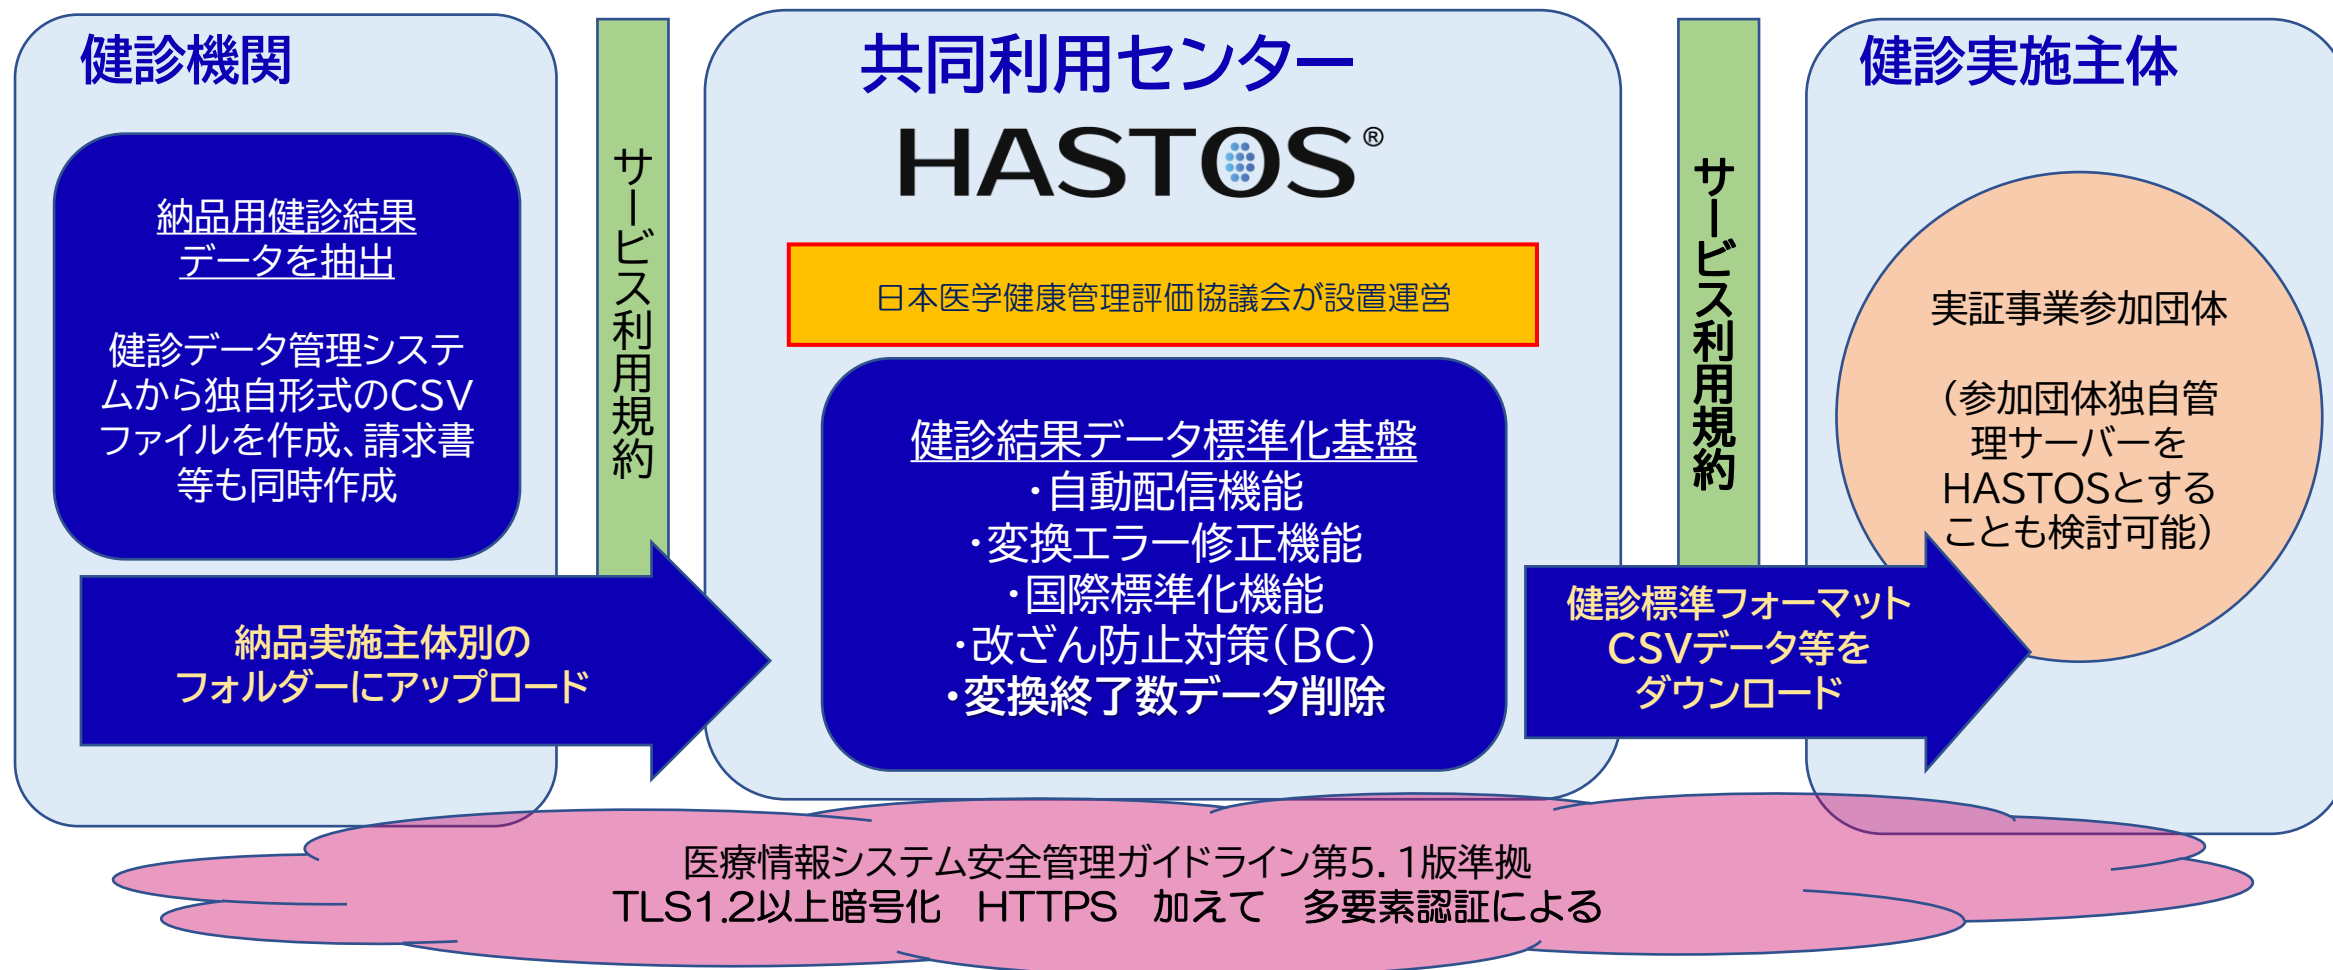 健診機関
納品用健診結果
データを抽出
健診データ管理システ
ムから独自形式のCSV
ファイルを作成、請求書
等も同時作成
納品実施主体別の
フォルダーにアップロード
サービス利用規約
共同利用センター
HASTOS®
日本医学健康管理評価協議会が設置運営
健診結果データ標準化基盤
・自動配信機能
・変換エラー修正機能
・国際標準化機能
・改ざん防止対策（BC）
・変換終了数データ削除
サービス利用規約
健診標準フォーマット
CSVデータ等を
ダウンロード
健診実施主体
実証事業参加団体
（参加団体独自管
理サーバーを
HASTOSとする
ことも検討可能）
医療情報システム安全管理ガイドライン第5．1版準拠
TLS1.2以上暗号化　HTTPS　加えて　多要素認証による